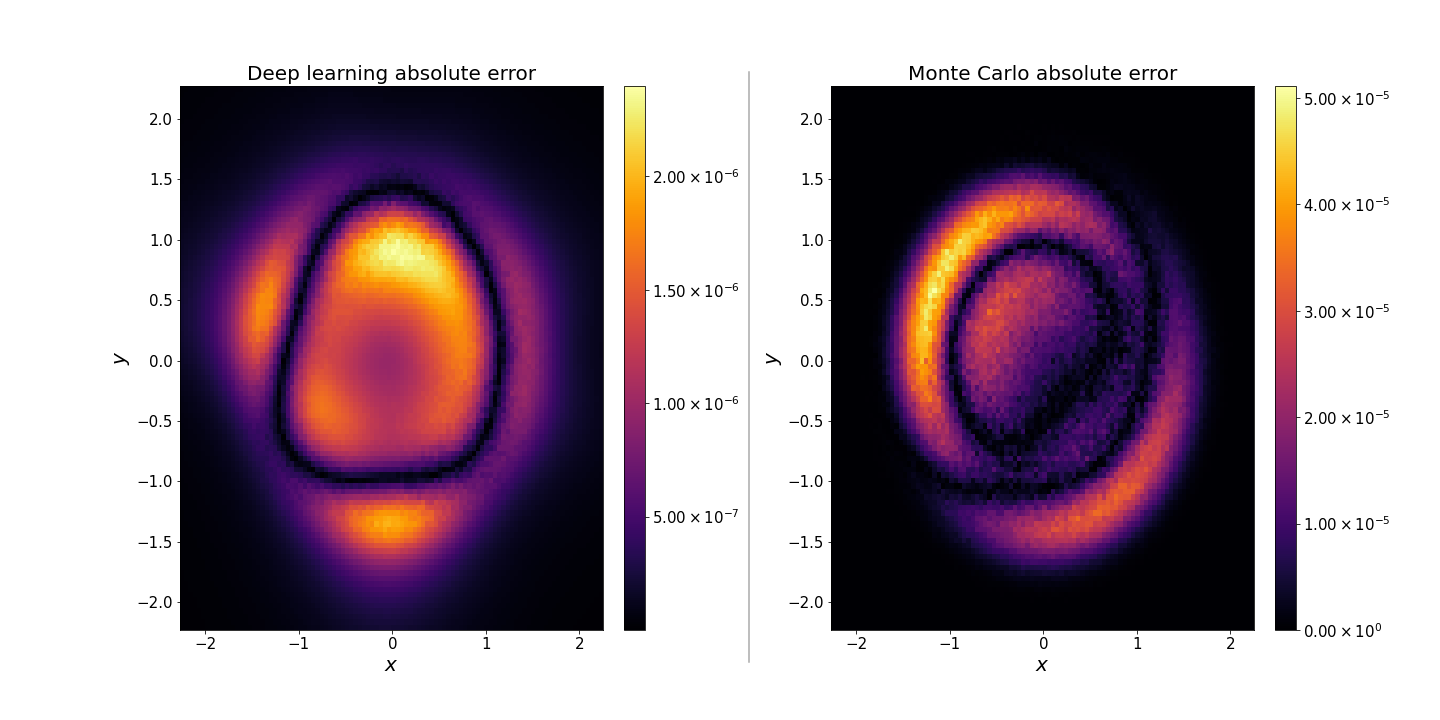 Deep learning absolute error
2.0
1.5
1.0
0.5
0.0
−0.5
−1.0
−1.5
−2.0
y
−2 −1 0 1 2
x
2.00 × 10⁻⁶
1.50 × 10⁻⁶
1.00 × 10⁻⁶
5.00 × 10⁻⁷
Monte Carlo absolute error
2.0
1.5
1.0
0.5
0.0
−0.5
−1.0
−1.5
−2.0
y
−2 −1 0 1 2
x
5.00 × 10⁻⁵
4.00 × 10⁻⁵
3.00 × 10⁻⁵
2.00 × 10⁻⁵
1.00 × 10⁻⁵
0.00 × 10⁰